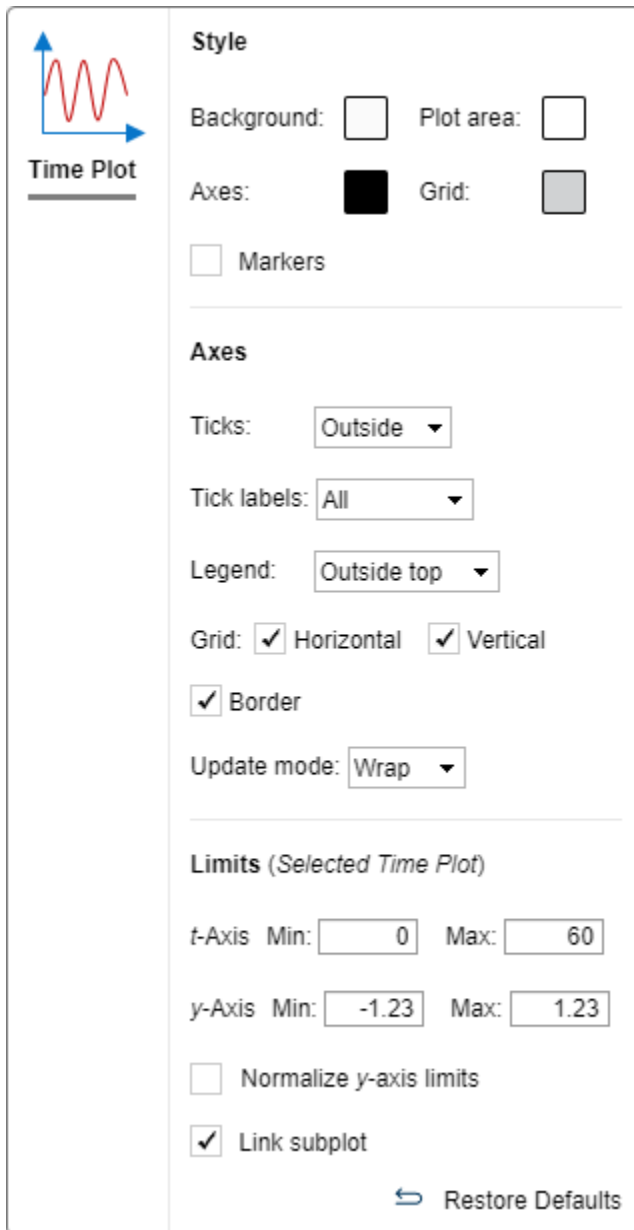 Time Plot
Style
Background: Plot area:
Axes: Grid:
Markers
Axes
Ticks: Outside
Tick labels: All
Legend: Outside top
Grid: Horizontal Vertical
Border
Update mode: Wrap
Limits (Selected Time Plot)
t-Axis Min: 0 Max: 60
y-Axis Min: -1.23 Max: 1.23
Normalize y-axis limits
Link subplot
Restore Defaults